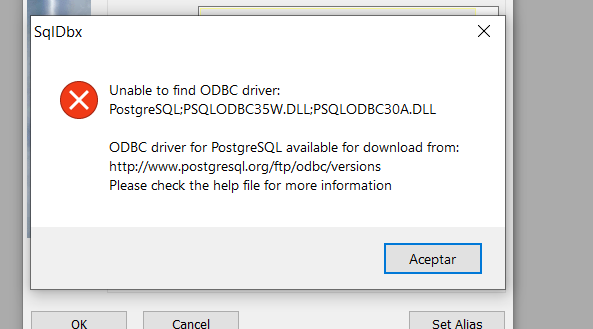 SqlDbx
Unable to find ODBC driver:
PostgreSQL;PSQLODBC35W.DLL;PSQLODBC30A.DLL
ODBC driver for PostgreSQL available for download from:
http://www.postgresql.org/ftp/odbc/versions
Please check the help file for more information
Aceptar
OK
Cancel
Set Alias